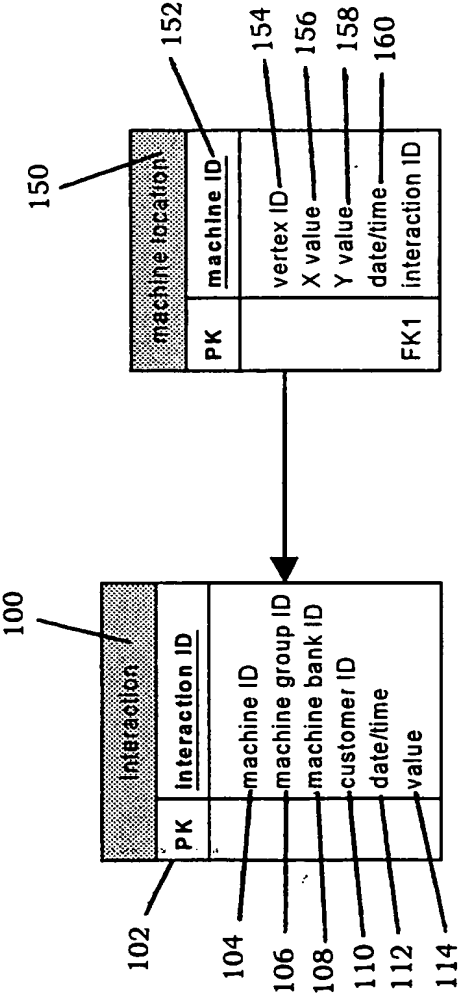 100
Interaction
102
PK
interaction ID
104
machine ID
106
machine group ID
108
machine bank ID
110
customer ID
112
date/time
114
value
150
machine location
PK
machine ID
152
vertex ID
154
X value
156
Y value
158
date/time
160
FK1
interaction ID